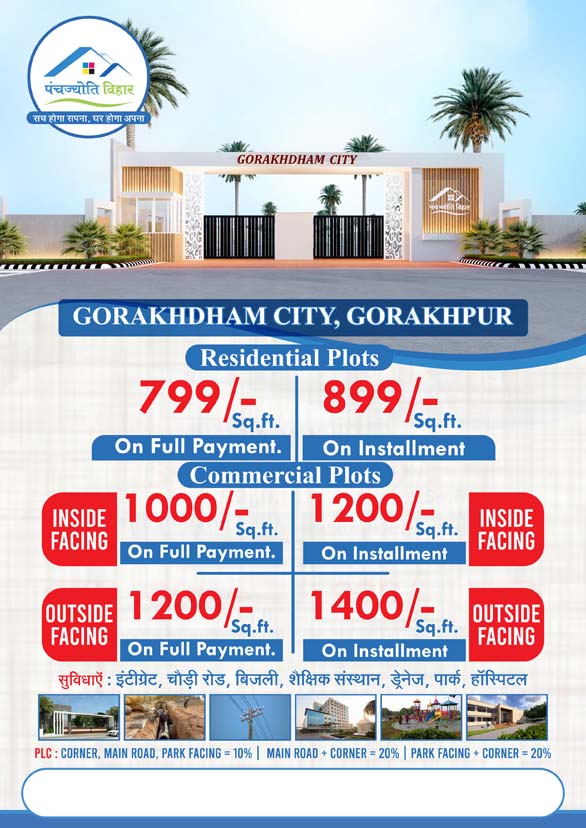 पंचज्योति विहार
सच होगा सपना, घर होगा अपना
GORAKHDHAM CITY
पंचज्योति विहार
GORAKHDHAM CITY, GORAKHPUR
Residential Plots
799/- Sq.ft. 899/- Sq.ft.
On Full Payment. On Installment
Commercial Plots
INSIDE FACING 1000/- Sq.ft. On Full Payment. 1200/- Sq.ft. On Installment INSIDE FACING
OUTSIDE FACING 1200/- Sq.ft. On Full Payment. 1400/- Sq.ft. On Installment OUTSIDE FACING
सुविधाऐं : इंटीग्रेट, चौड़ी रोड, बिजली, शेक्षिक संस्थान, ड्रेनेज, पार्क, हॉस्पिटल
PLC : CORNER, MAIN ROAD, PARK FACING = 10% | MAIN ROAD + CORNER = 20% | PARK FACING + CORNER = 20%